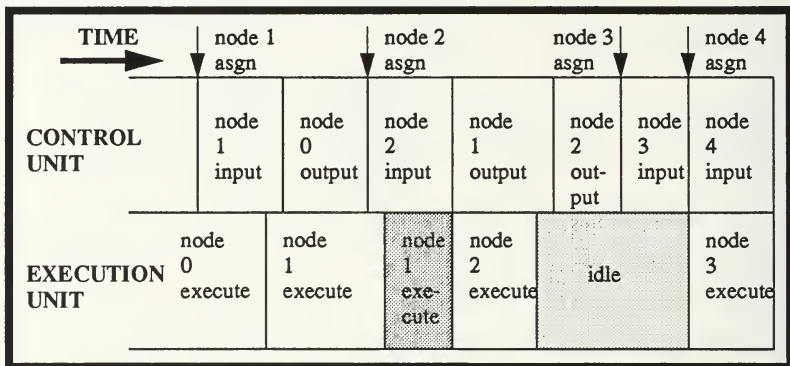 TIME
node 1
asgn
node 2
asgn
node 3
asgn
node 4
asgn
CONTROL
UNIT
node
1
input
node
0
output
node
2
input
node
1
output
node
2
out-
put
node
3
input
node
4
input
EXECUTION
UNIT
node
0
execute
node
1
execute
node
1
exe-
cute
node
2
execute
idle
node
3
execute